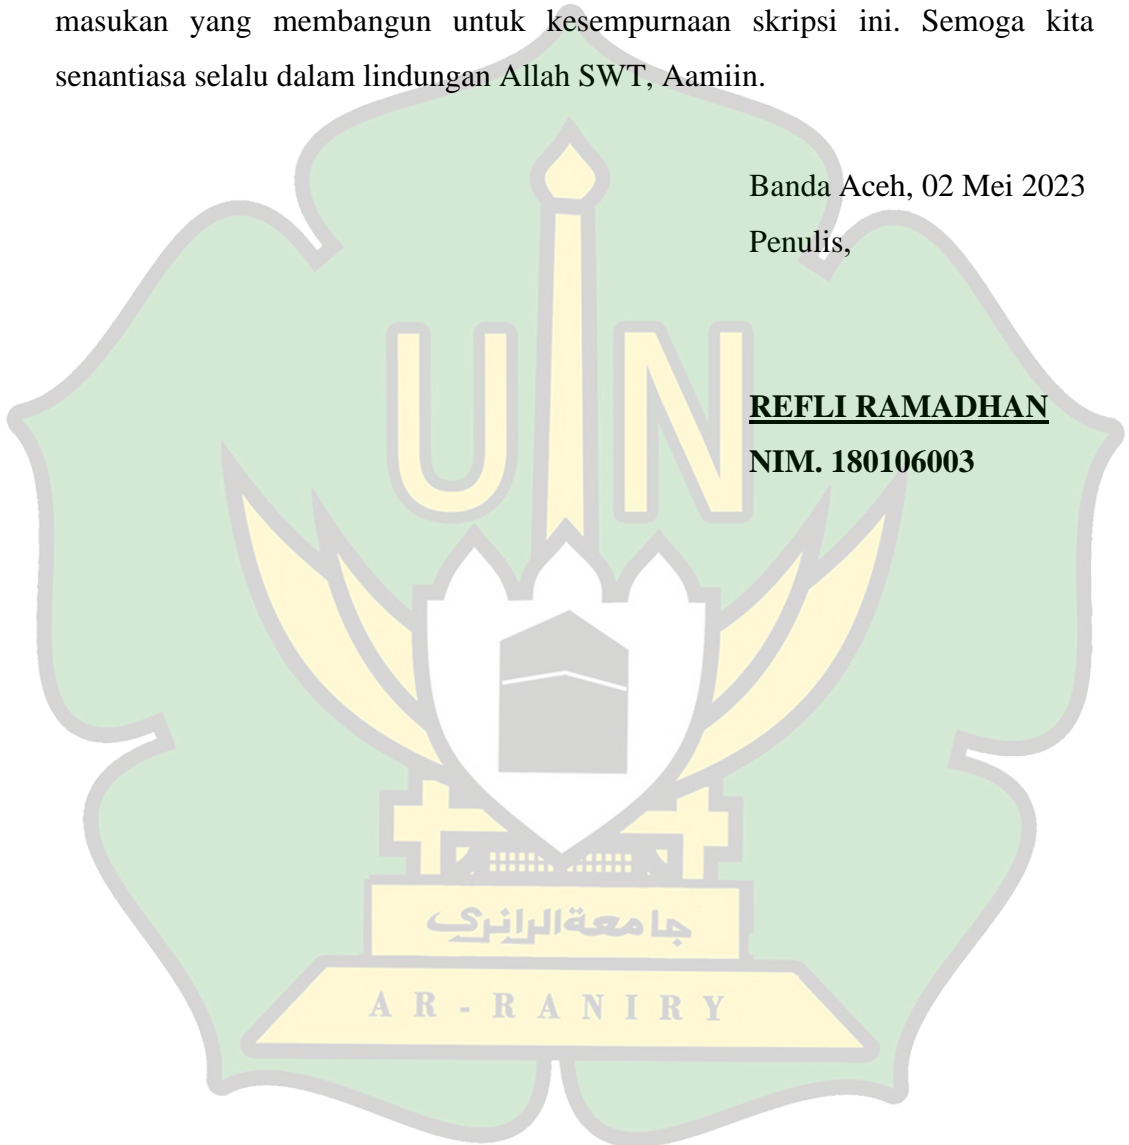 masukan yang membangun untuk kesempurnaan skripsi ini. Semoga kita
senantiasa selalu dalam lindungan Allah SWT, Aamiin.
Banda Aceh, 02 Mei 2023
Penulis,
REFLI RAMADHAN
NIM. 180106003
UIN
جامعة الرانري
AR-RANIRY